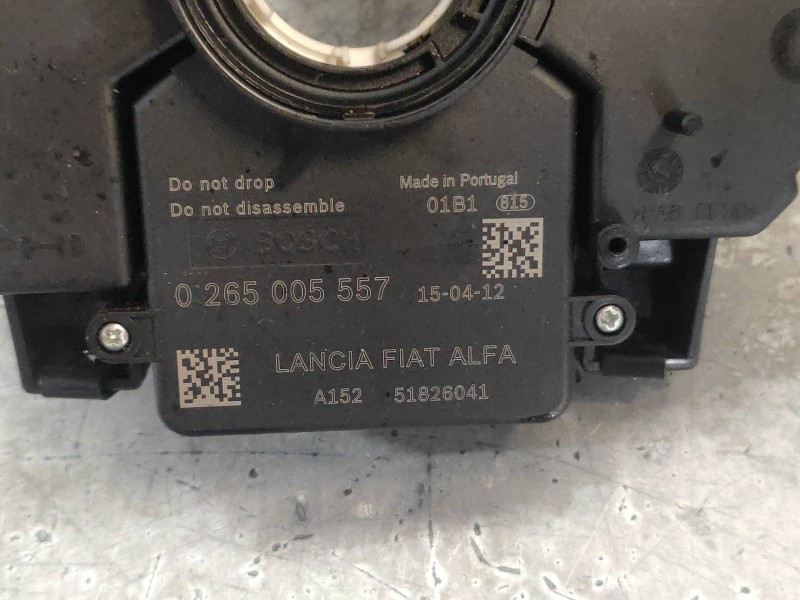 Do not drop
Made in Portugal
Do not disassemble
01B1 815
BOSCH
0 265 005 557 15-04-12
LANCIA FIAT ALFA
A152 51826041